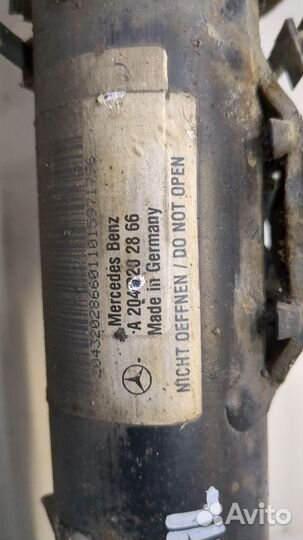 Mercedes Benz
A 204 320 28 66
Made in Germany
NICHT OEFFNEN / DO NOT OPEN
Avito